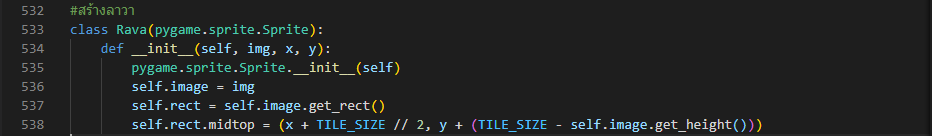 532 #สร้างลาวา
533 class Rava(pygame.sprite.Sprite):
534     def __init__(self, img, x, y):
535         pygame.sprite.Sprite.__init__(self)
536         self.image = img
537         self.rect = self.image.get_rect()
538         self.rect.midtop = (x + TILE_SIZE // 2, y + (TILE_SIZE - self.image.get_height()))